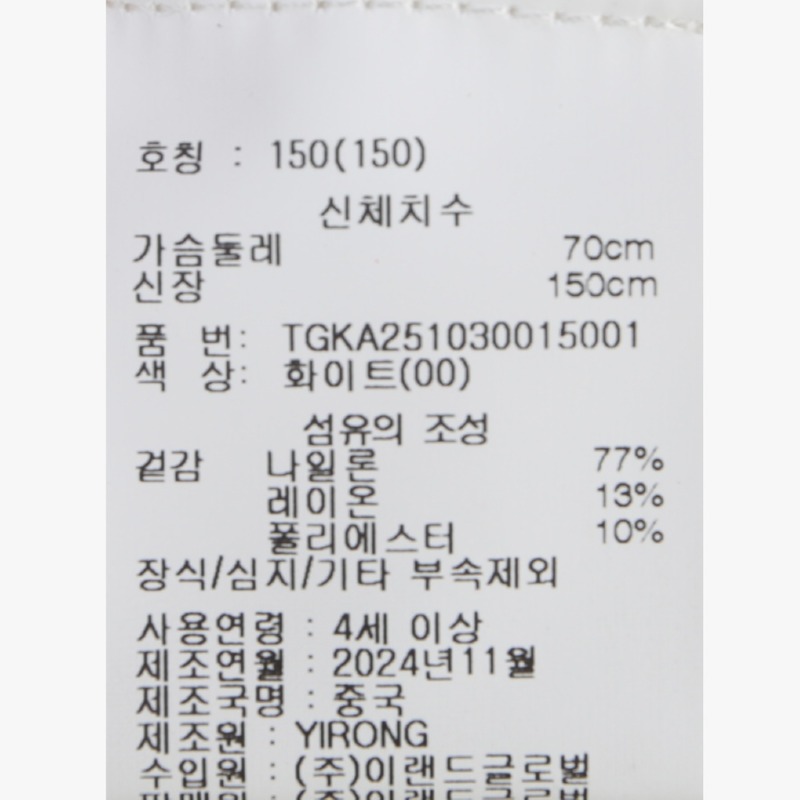 호칭 : 150(150)
신체치수
가슴둘레 70cm
신장 150cm
품 번: TGKA251030015001
색 상: 화이트(00)
섬유의 조성
겉감 나일론 77%
레이온 13%
폴리에스터 10%
장식/심지/기타 부속제외
사용연령 : 4세 이상
제조연월 : 2024년11월
제조국명 : 중국
제조원 : YIRONG
수입원 : (주)이랜드글로벌